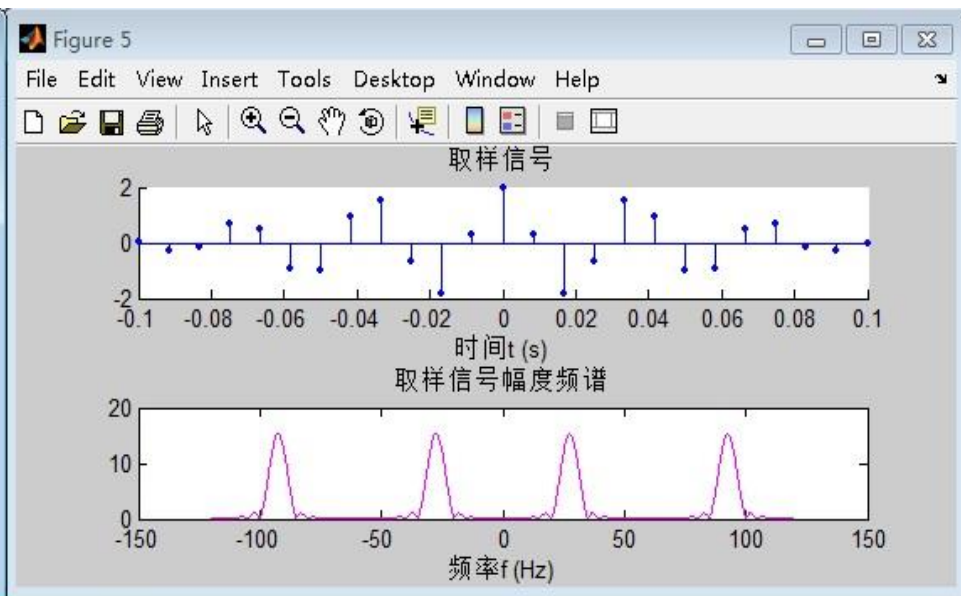 Figure 5
File Edit View Insert Tools Desktop Window Help
取样信号
2
0
-2
-0.1 -0.08 -0.06 -0.04 -0.02 0 0.02 0.04 0.06 0.08 0.1
时间t (s)
取样信号幅度频谱
20
10
0
-150 -100 -50 0 50 100 150
频率f (Hz)